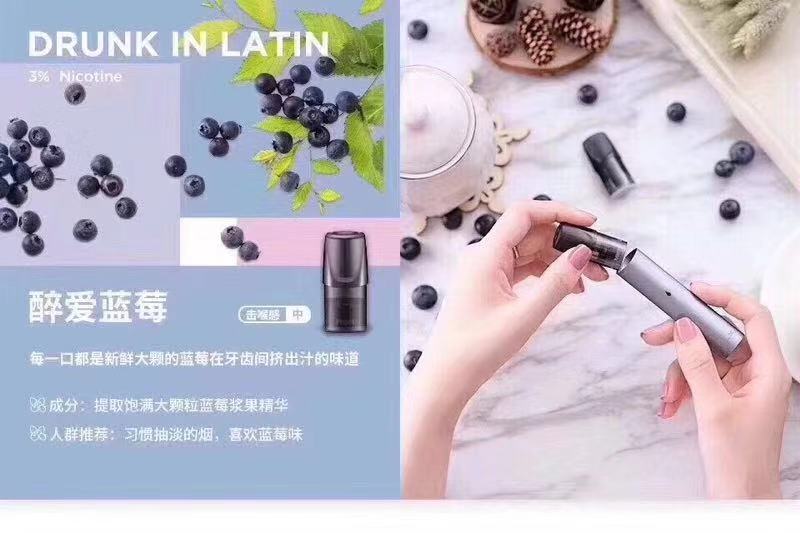 DRUNK IN LATIN
3% Nicotine
醉爱蓝莓
击喉感 中
每一口都是新鲜大颗的蓝莓在牙齿间挤出汁的味道
成分：提取饱满大颗粒蓝莓浆果精华
人群推荐：习惯抽淡的烟，喜欢蓝莓味